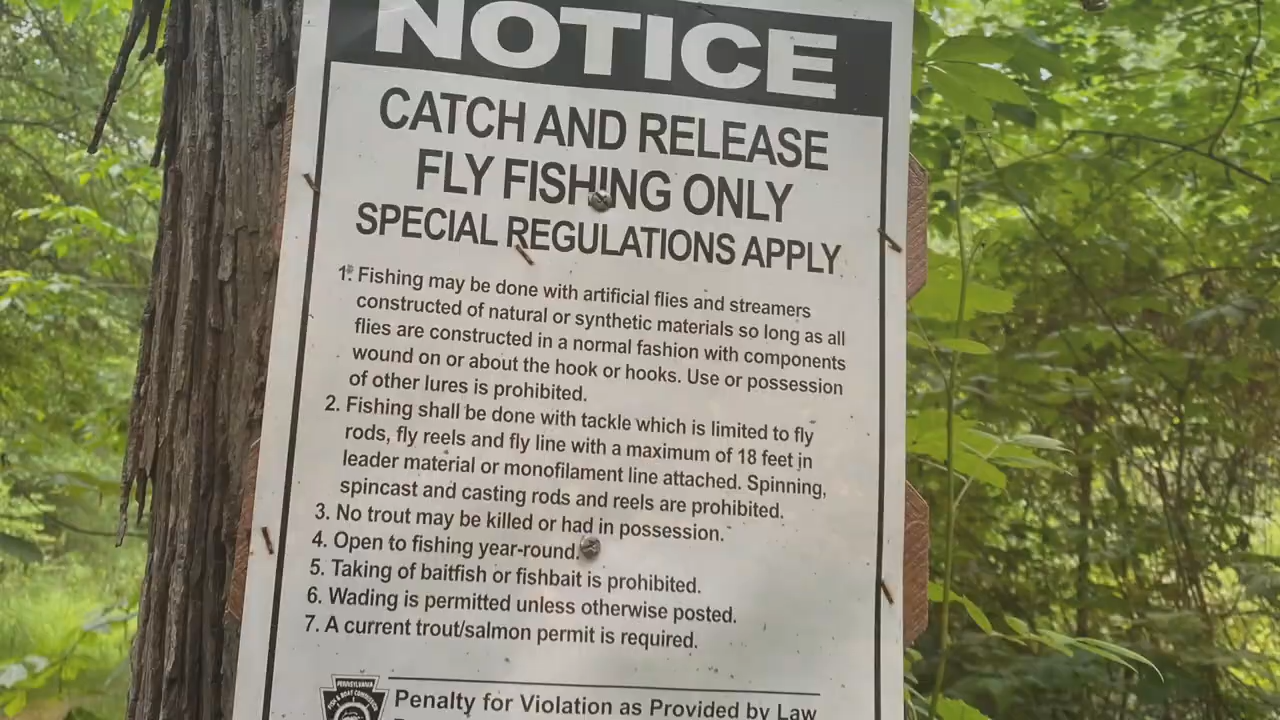 NOTICE
CATCH AND RELEASE
FLY FISHING ONLY
SPECIAL REGULATIONS APPLY
1. Fishing may be done with artificial flies and streamers
constructed of natural or synthetic materials so long as all
flies are constructed in a normal fashion with components
wound on or about the hook or hooks. Use or possession
of other lures is prohibited.
2. Fishing shall be done with tackle which is limited to fly
rods, fly reels and fly line with a maximum of 18 feet in
leader material or monofilament line attached. Spinning,
spincast and casting rods and reels are prohibited.
3. No trout may be killed or had in possession.
4. Open to fishing year-round.
5. Taking of baitfish or fishbait is prohibited.
6. Wading is permitted unless otherwise posted.
7. A current trout/salmon permit is required.
PENNSYLVANIA
FISH & BOAT COMMISSION
Penalty for Violation as Provided by Law